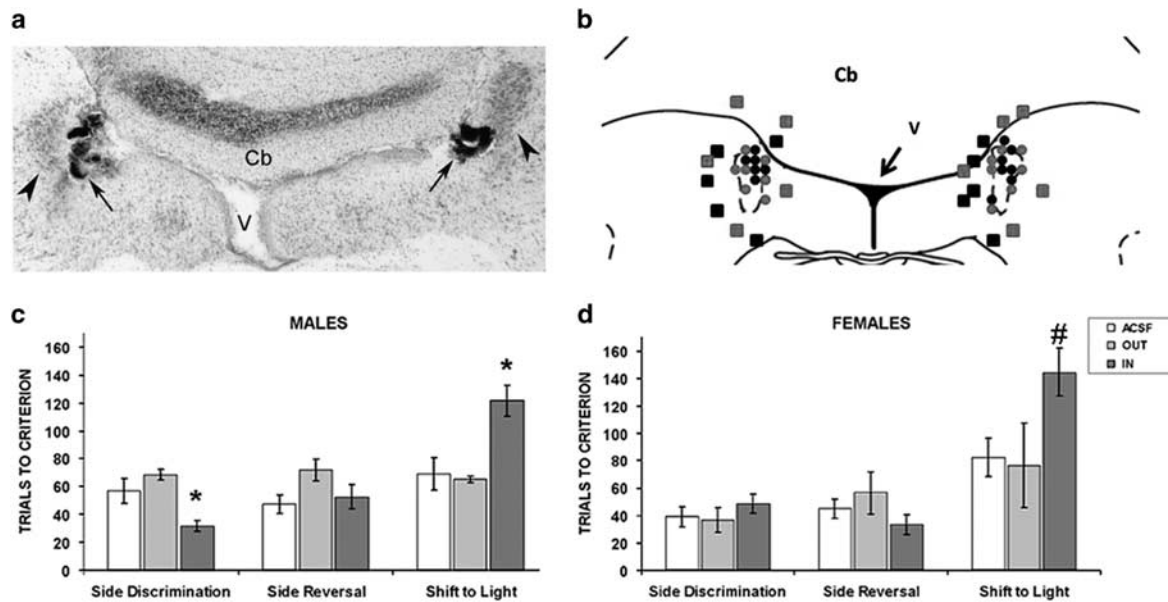 a
Cb
V
b
Cb
V
c
MALES
TRIALS TO CRITERION
160
140
120
100
80
60
40
20
0
*
*
Side Discrimination
Side Reversal
Shift to Light
d
FEMALES
TRIALS TO CRITERION
160
140
120
100
80
60
40
20
0
#
Side Discrimination
Side Reversal
Shift to Light
ACSF
OUT
IN